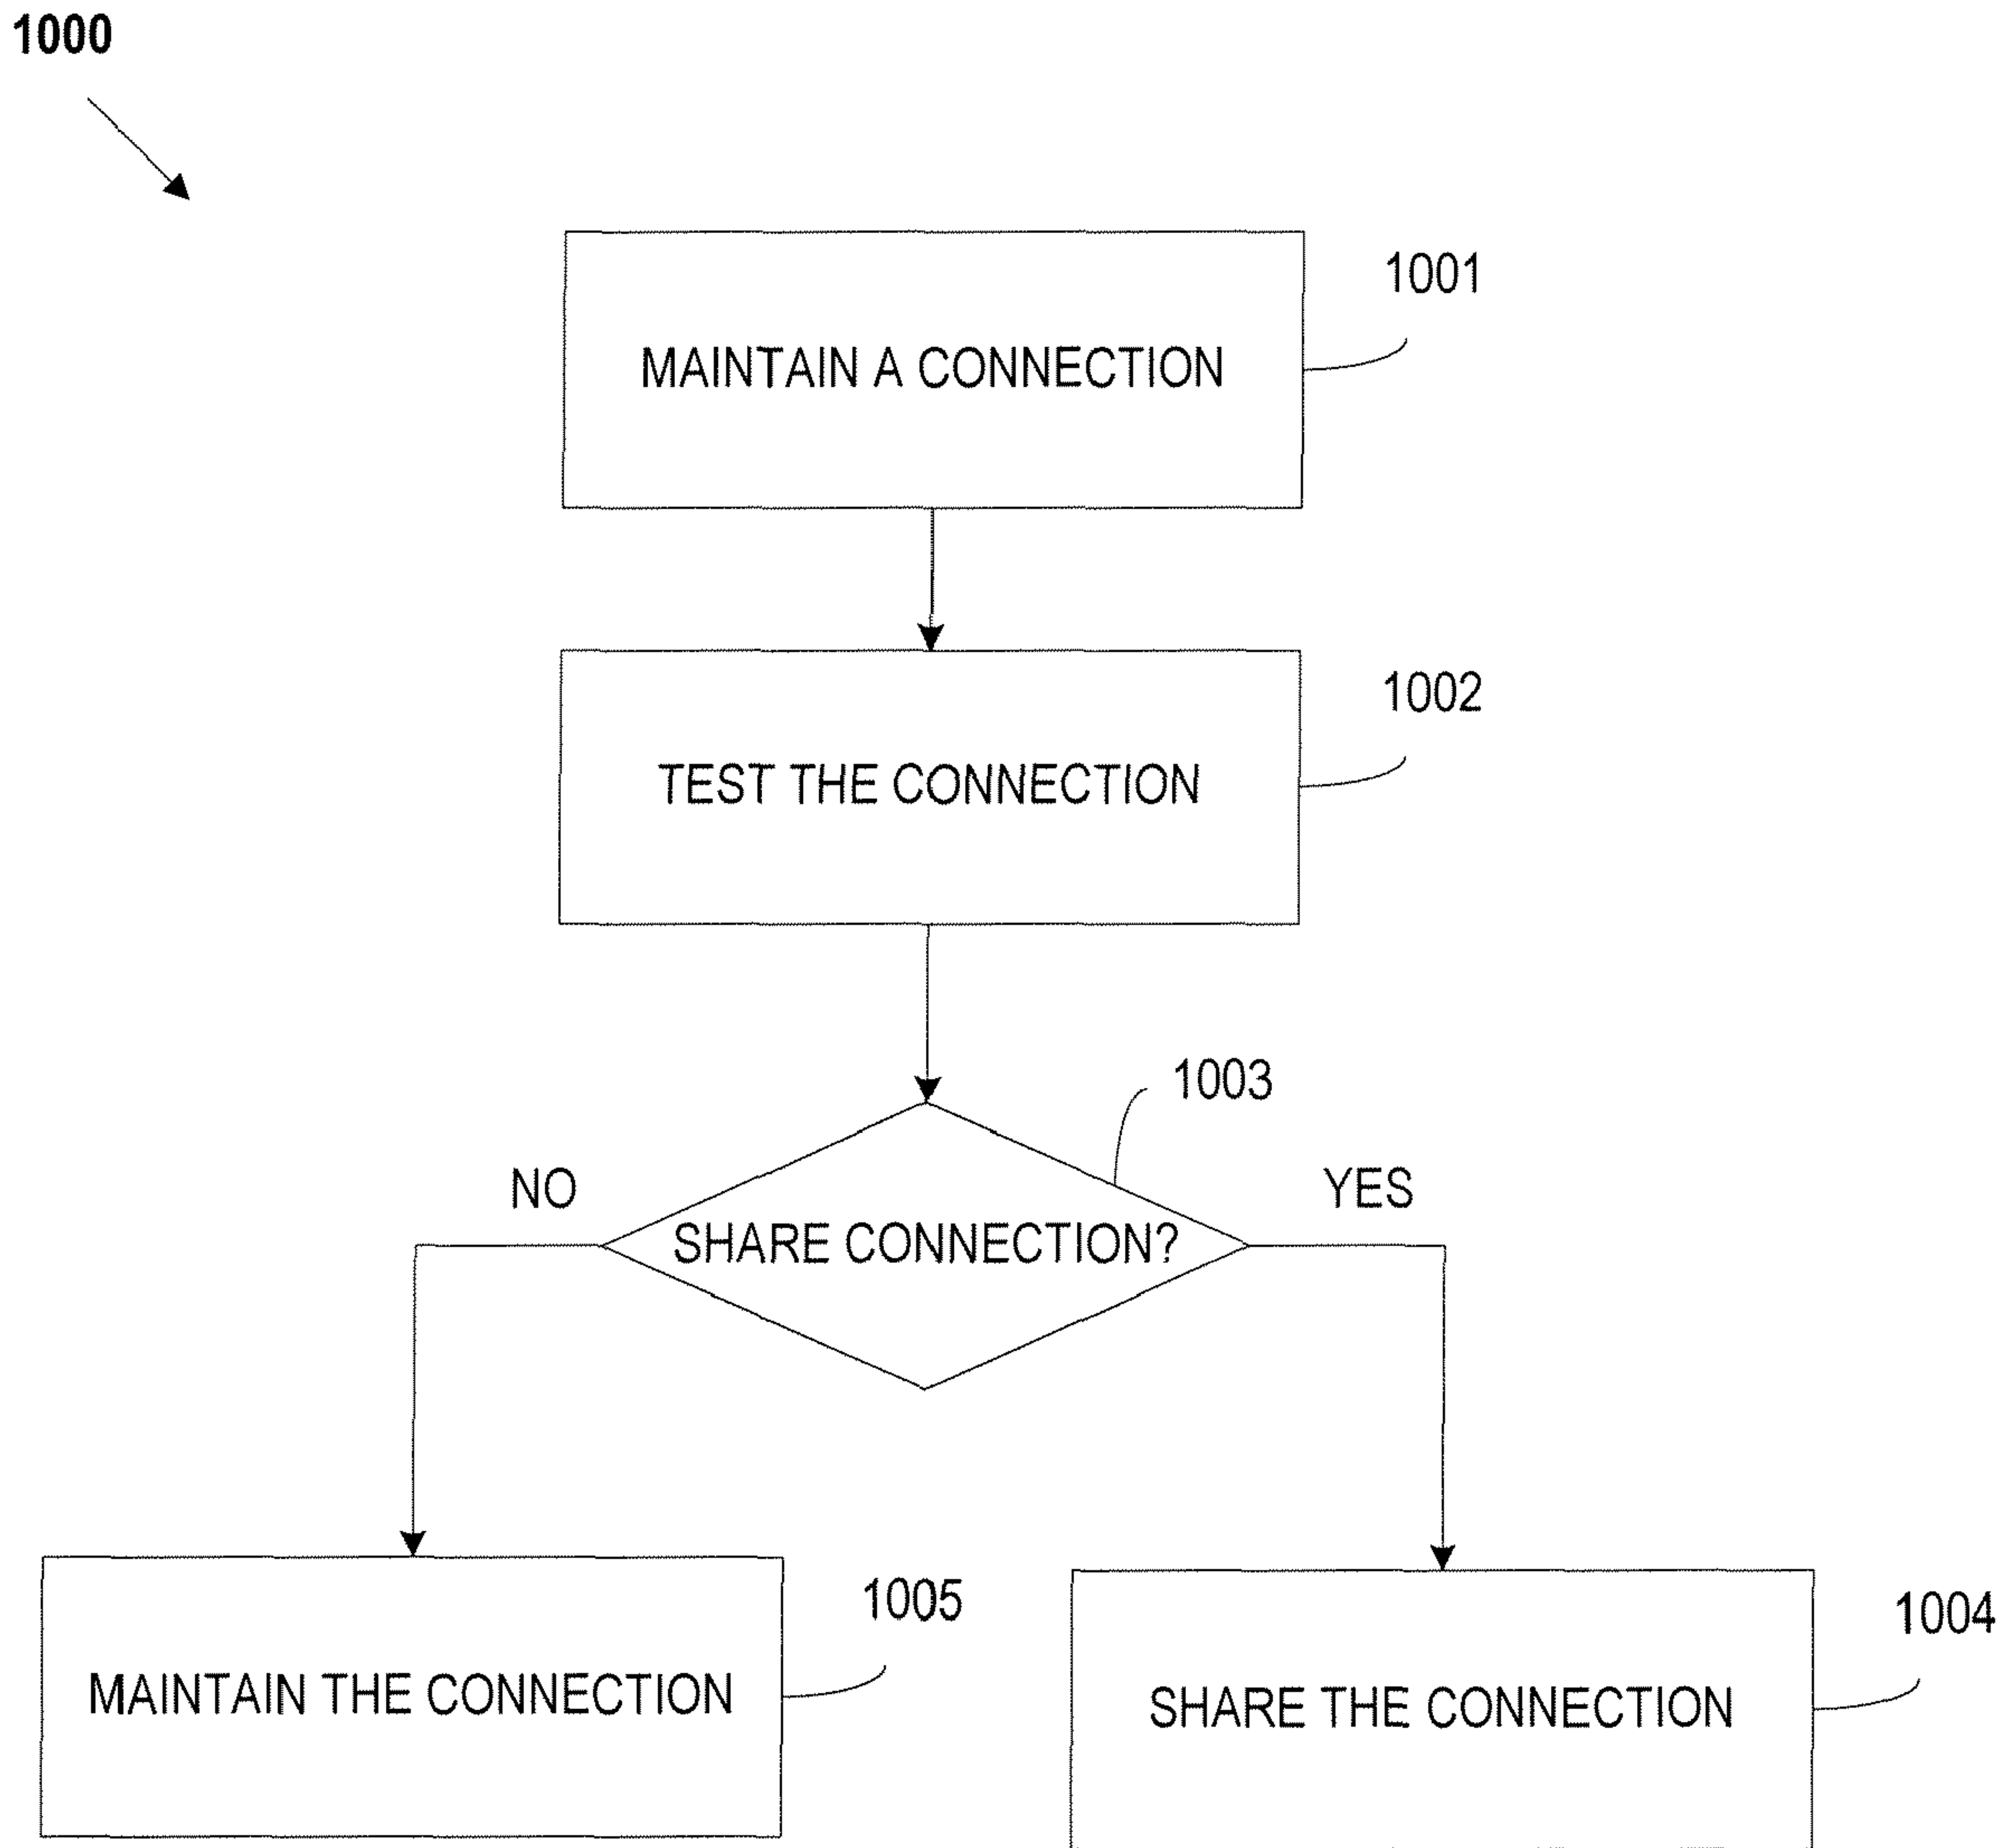 1000
MAINTAIN A CONNECTION
1001
TEST THE CONNECTION
1002
1003
NO
YES
SHARE CONNECTION?
MAINTAIN THE CONNECTION
1005
SHARE THE CONNECTION
1004